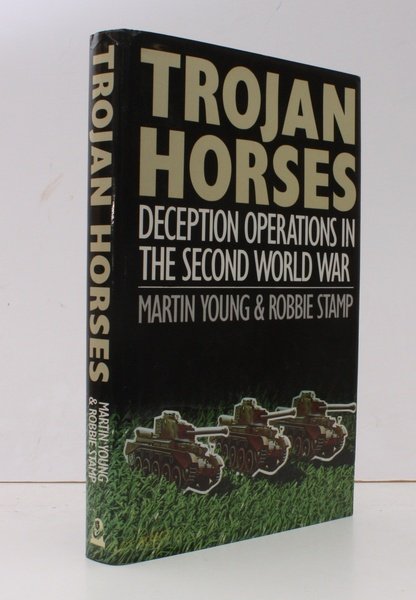 TROJAN
HORSES
DECEPTION OPERATIONS IN
THE SECOND WORLD WAR
MARTIN YOUNG & ROBBIE STAMP
TROJAN HORSES
MARTIN YOUNG
& ROBBIE STAMP